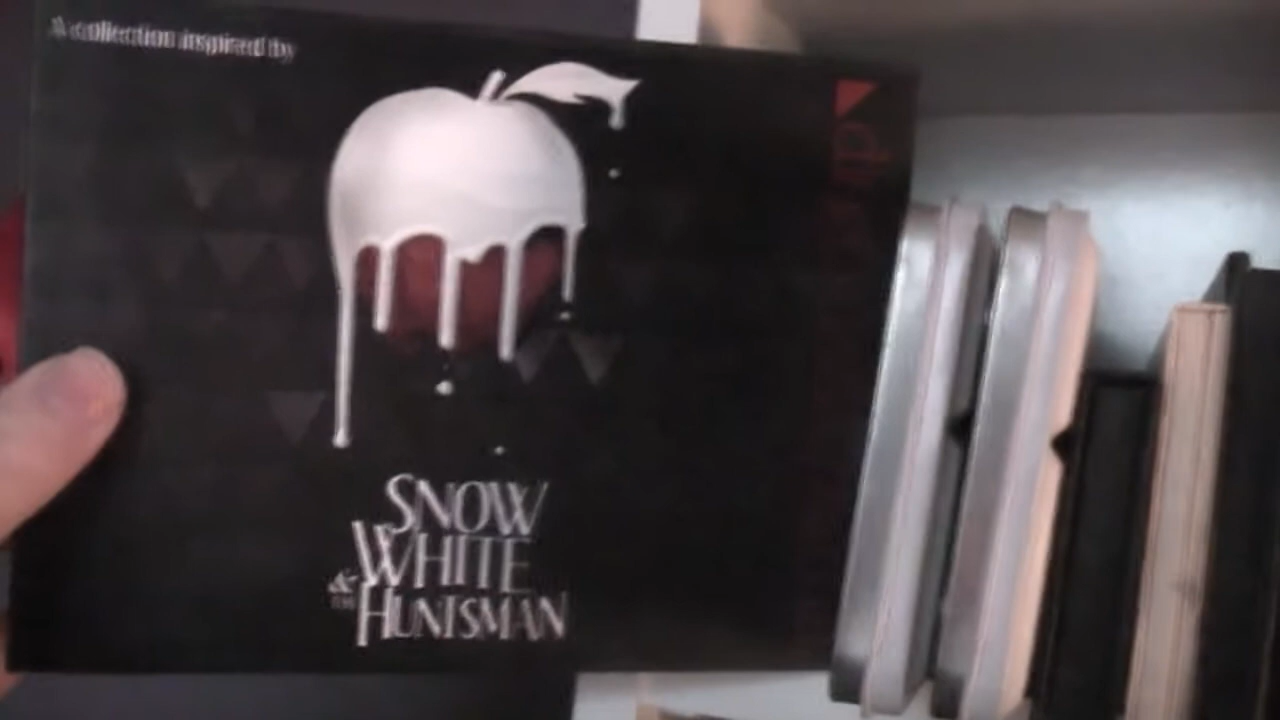 A collection inspired by
SNOW
WHITE
& THE
HUNTSMAN